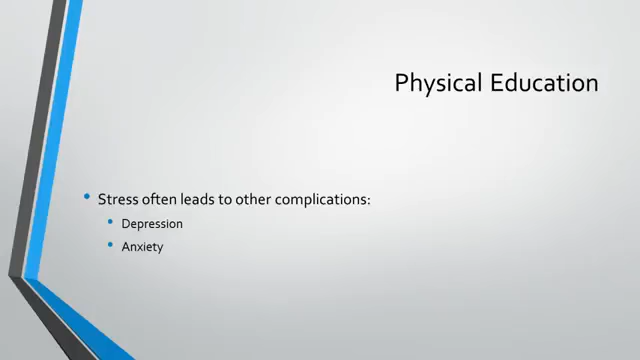 Physical Education
Stress often leads to other complications:
Depression
Anxiety